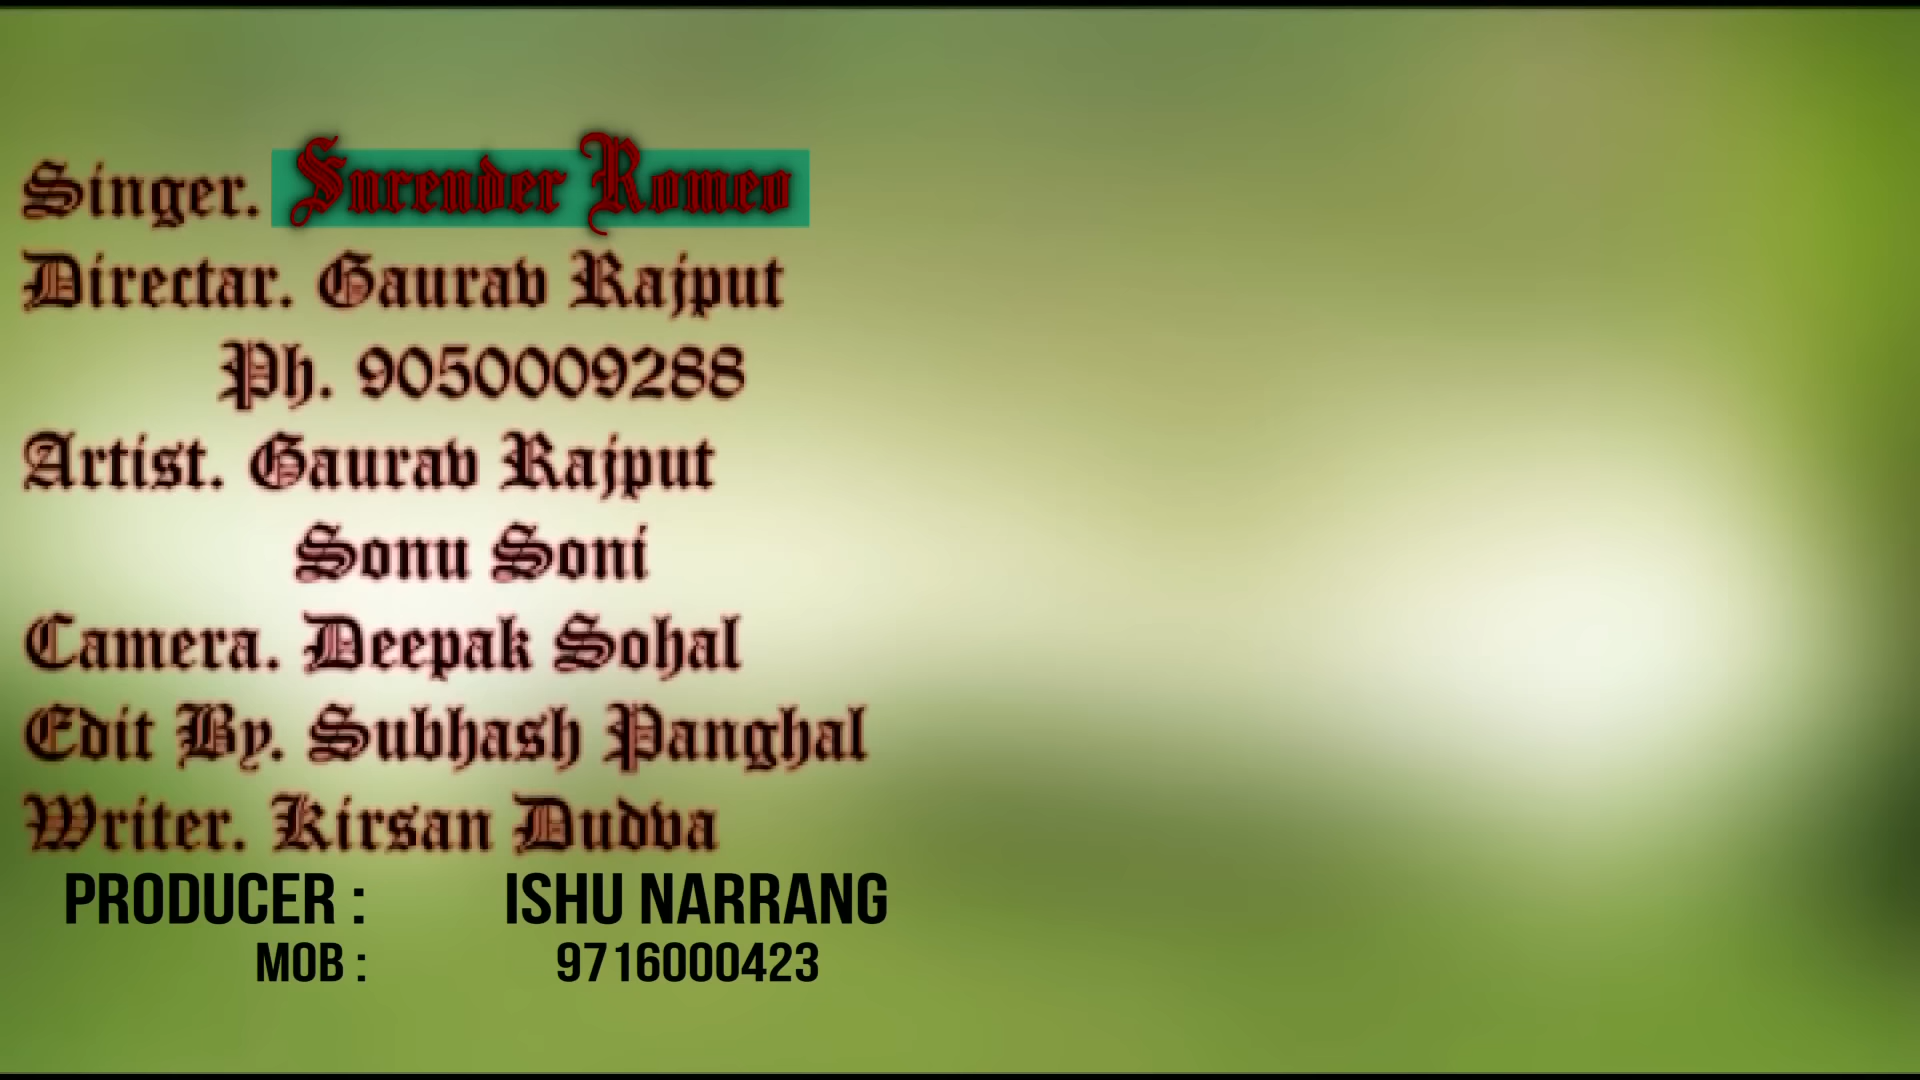 Singer. Surender Romeo
Directar. Gaurav Rajput
Ph. 9050009288
Artist. Gaurav Rajput
Sonu Soni
Camera. Deepak Sohal
Edit By. Subhash Panghal
Writer. Kirsan Dudva
PRODUCER : ISHU NARRANG
MOB : 9716000423